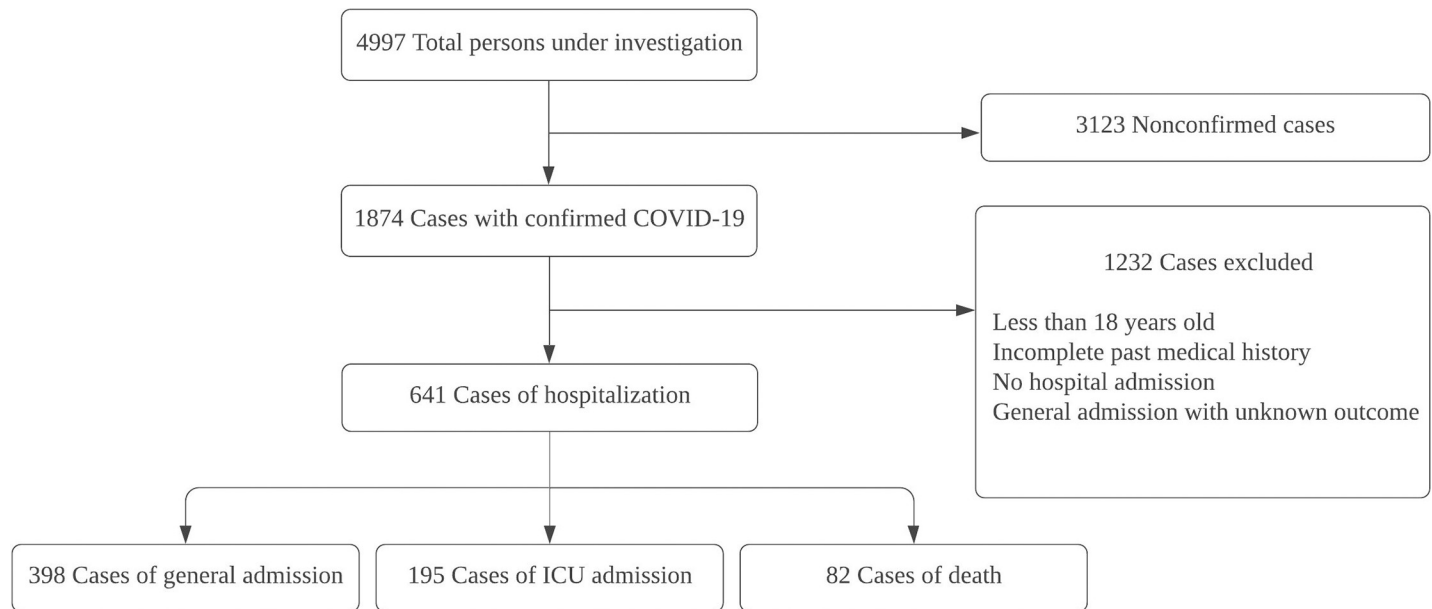 4997 Total persons under investigation
3123 Nonconfirmed cases
1874 Cases with confirmed COVID-19
1232 Cases excluded
Less than 18 years old
Incomplete past medical history
No hospital admission
General admission with unknown outcome
641 Cases of hospitalization
398 Cases of general admission
195 Cases of ICU admission
82 Cases of death